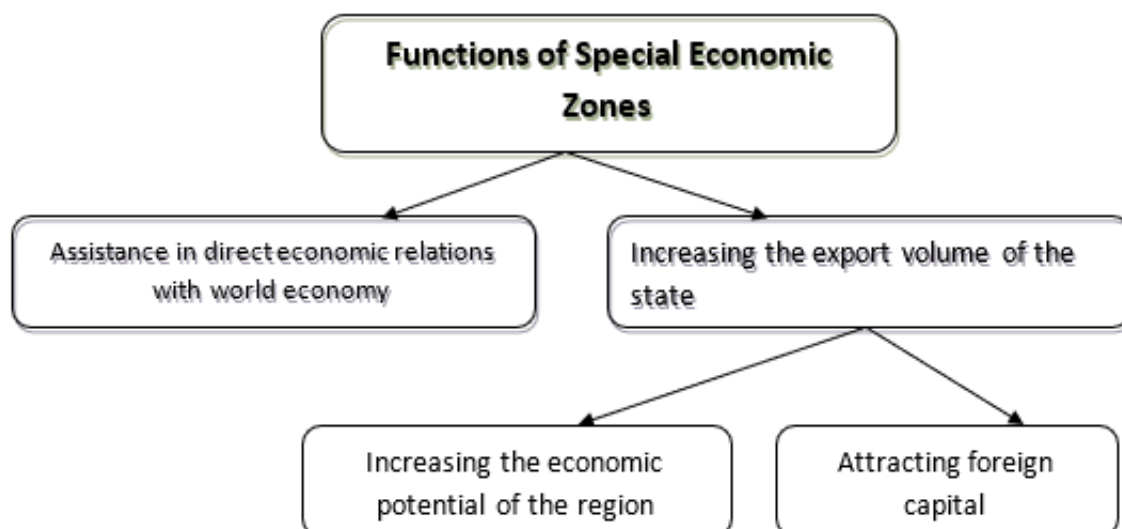 Functions of Special Economic
Zones
Assistance in direct economic relations
with world economy
Increasing the export volume of the
state
Increasing the economic
potential of the region
Attracting foreign
capital